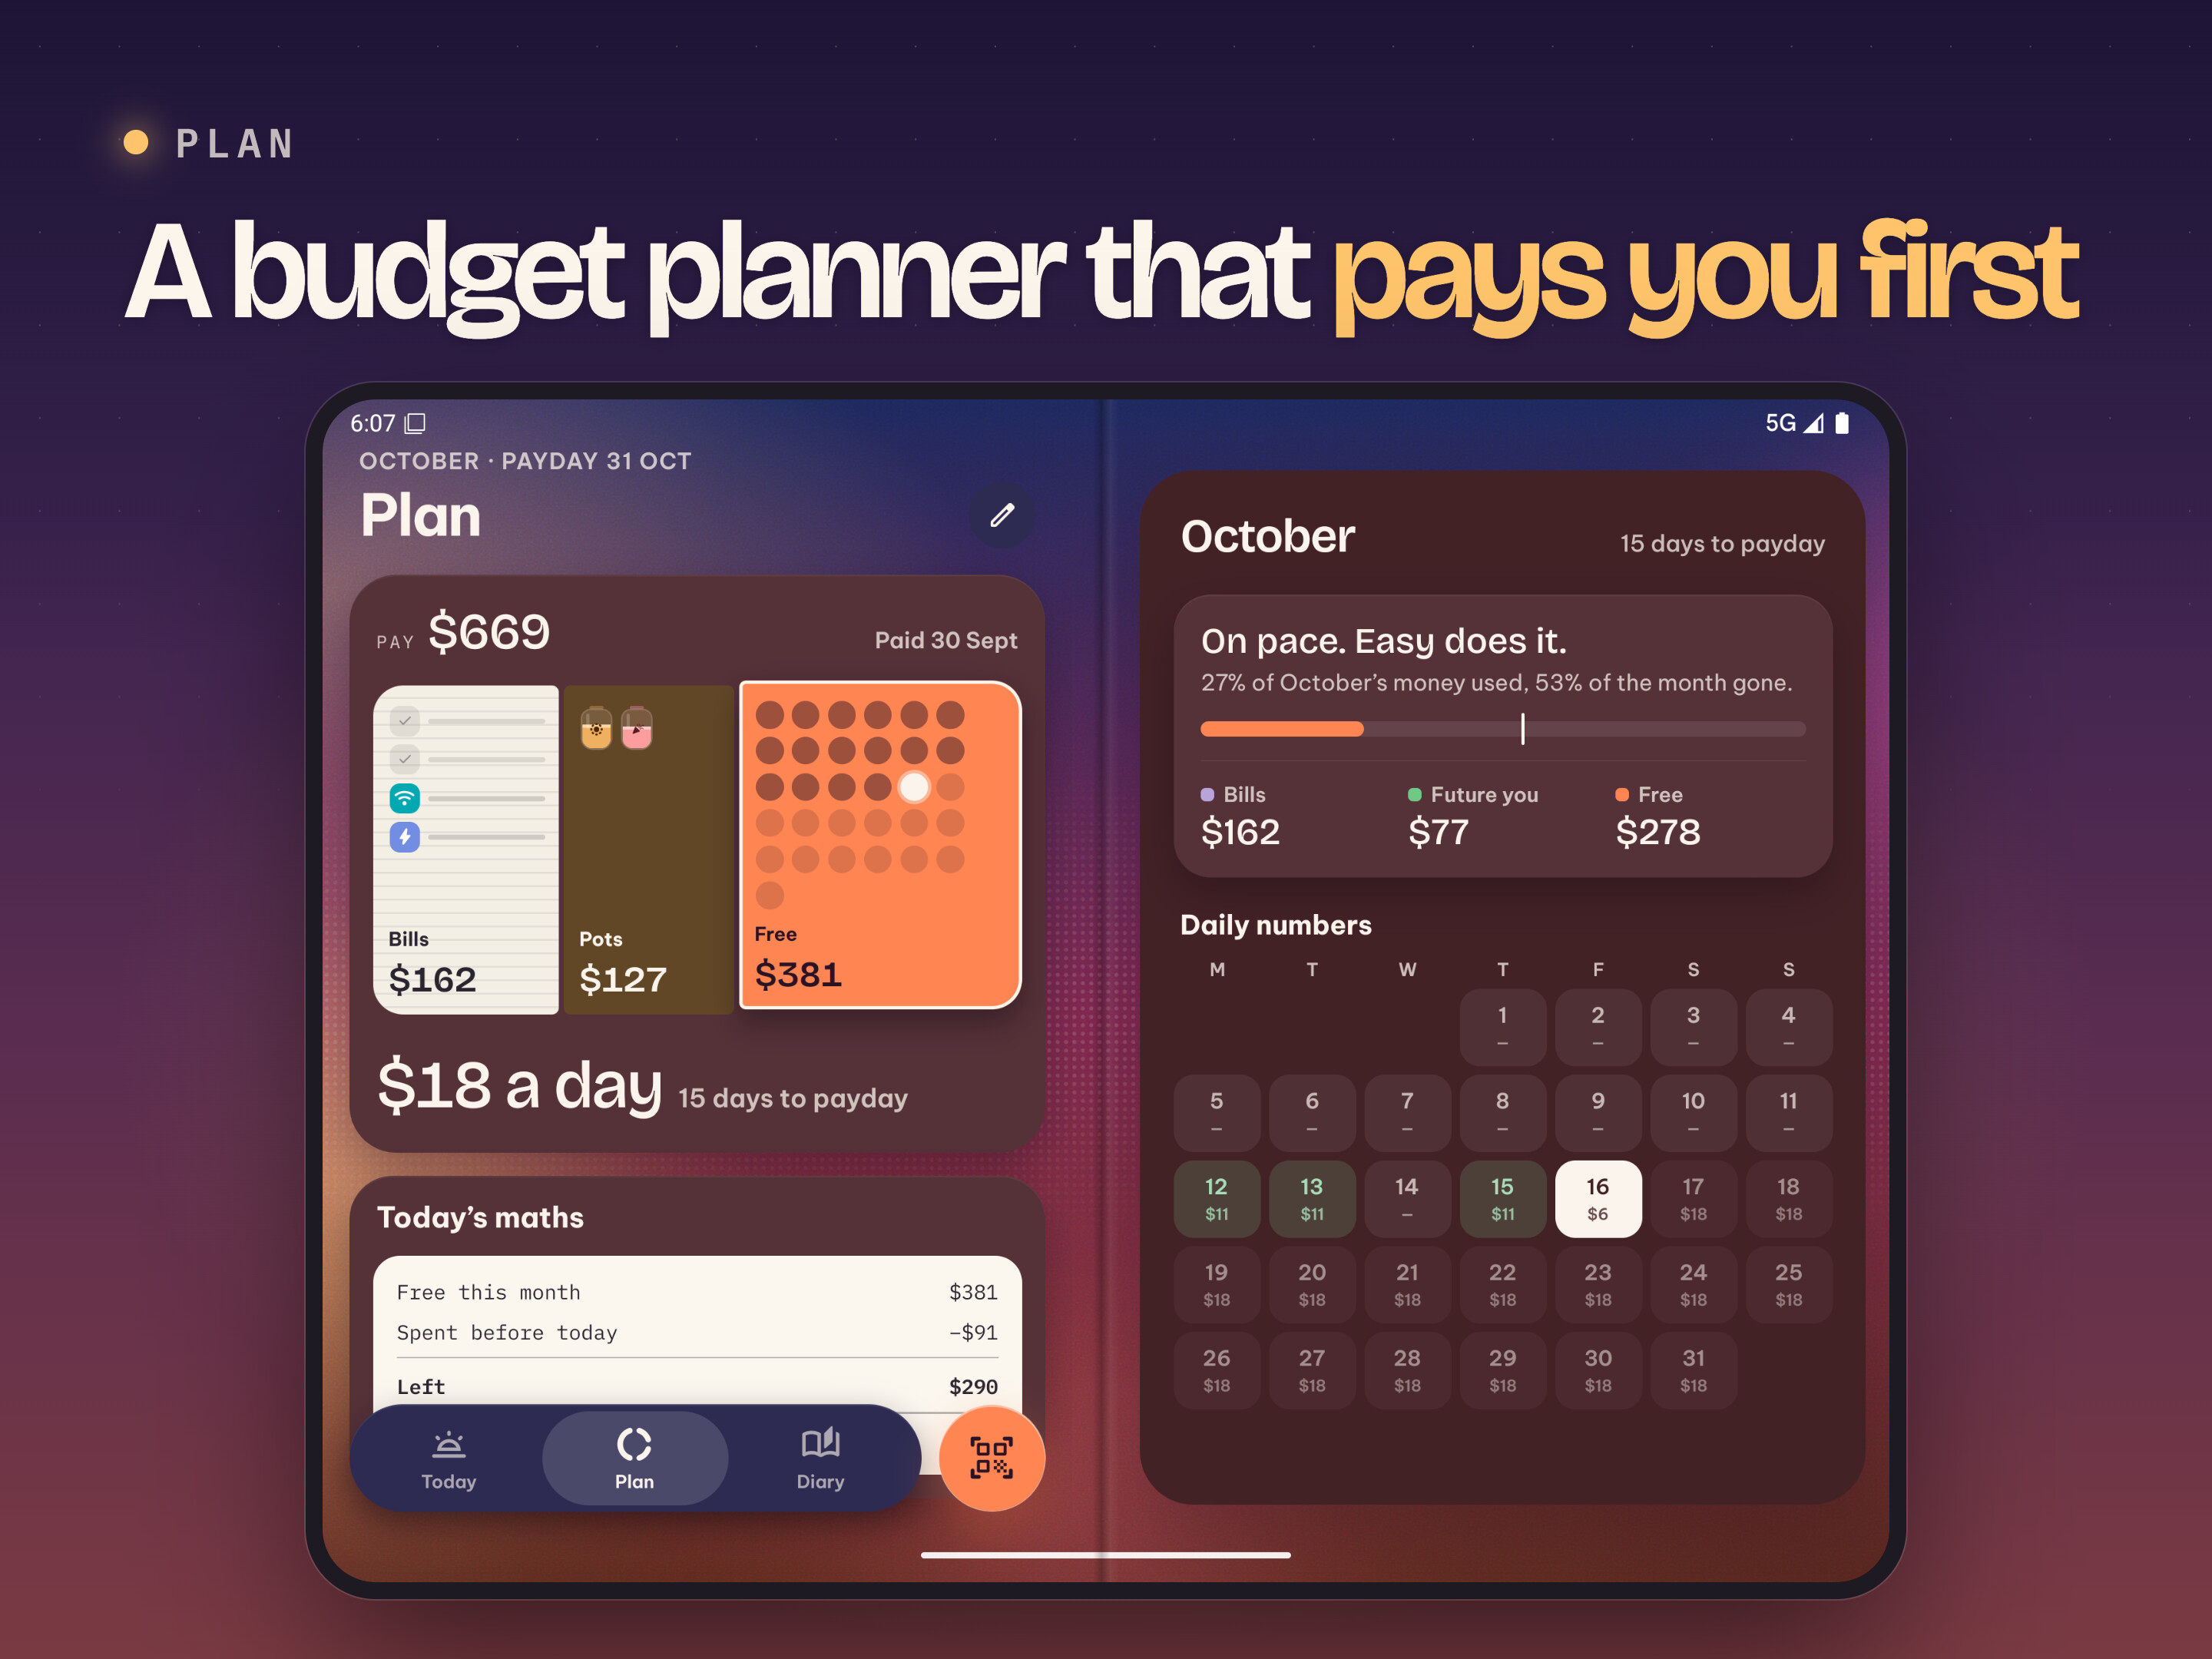 PLAN
A budget planner that pays you first
6:07
5G
OCTOBER · PAYDAY 31 OCT
Plan
PAY $669
Paid 30 Sept
Bills
$162
Pots
$127
Free
$381
$18 a day 15 days to payday
Today's maths
Free this month $381
Spent before today –$91
Left $290
Today
Plan
Diary
October
15 days to payday
On pace. Easy does it.
27% of October's money used, 53% of the month gone.
Bills Future you Free
$162 $77 $278
Daily numbers
M T W T F S S
1 2 3 4
– – – –
5 6 7 8 9 10 11
– – – – – – –
12 13 14 15 16 17 18
$11 $11 – $11 $6 $18 $18
19 20 21 22 23 24 25
$18 $18 $18 $18 $18 $18 $18
26 27 28 29 30 31
$18 $18 $18 $18 $18 $18